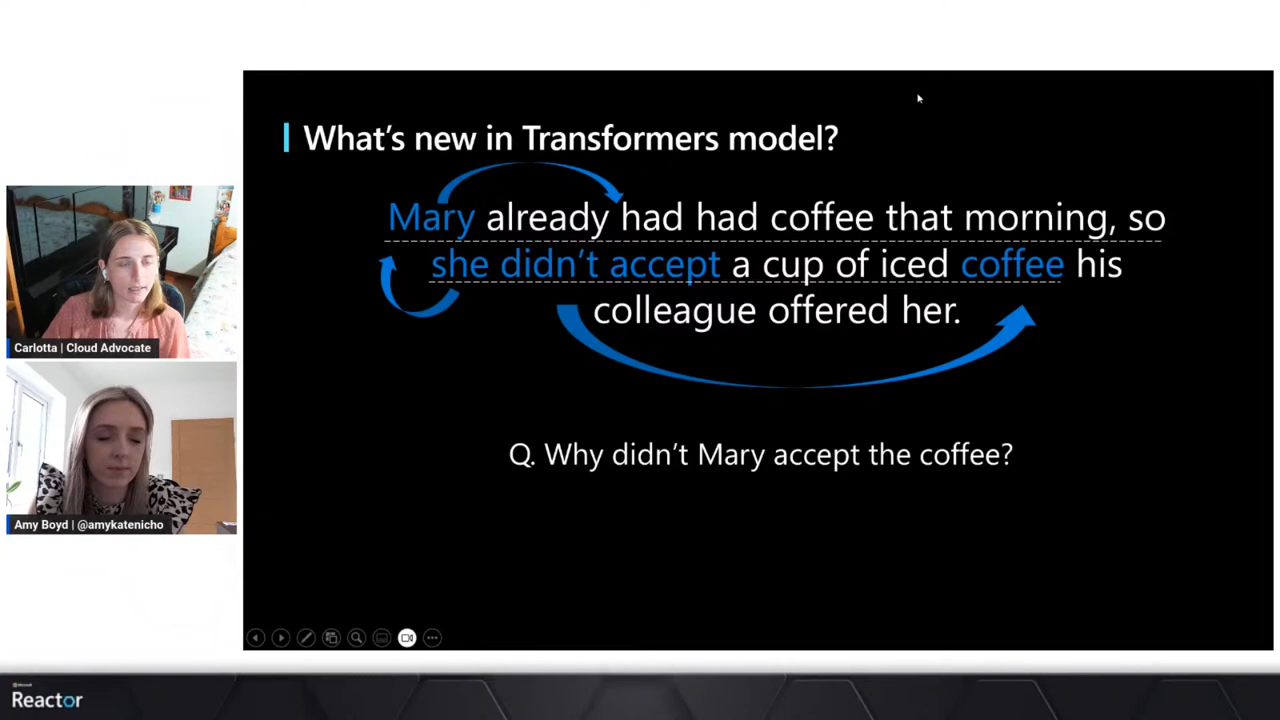 What's new in Transformers model?
Mary already had had coffee that morning, so
she didn't accept a cup of iced coffee his
colleague offered her.
Q. Why didn't Mary accept the coffee?
Carlotta | Cloud Advocate
Amy Boyd | @amykatenicho
Microsoft
Reactor